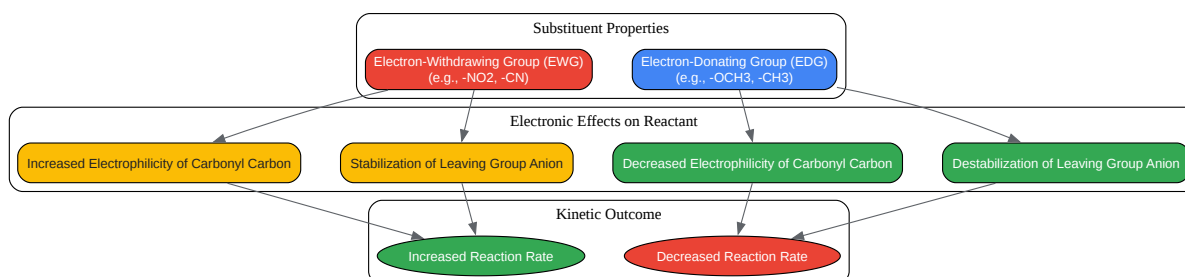 Substituent Properties
Electron-Withdrawing Group (EWG)
(e.g., -NO2, -CN)
Electron-Donating Group (EDG)
(e.g., -OCH3, -CH3)
Electronic Effects on Reactant
Increased Electrophilicity of Carbonyl Carbon
Stabilization of Leaving Group Anion
Decreased Electrophilicity of Carbonyl Carbon
Destabilization of Leaving Group Anion
Kinetic Outcome
Increased Reaction Rate
Decreased Reaction Rate